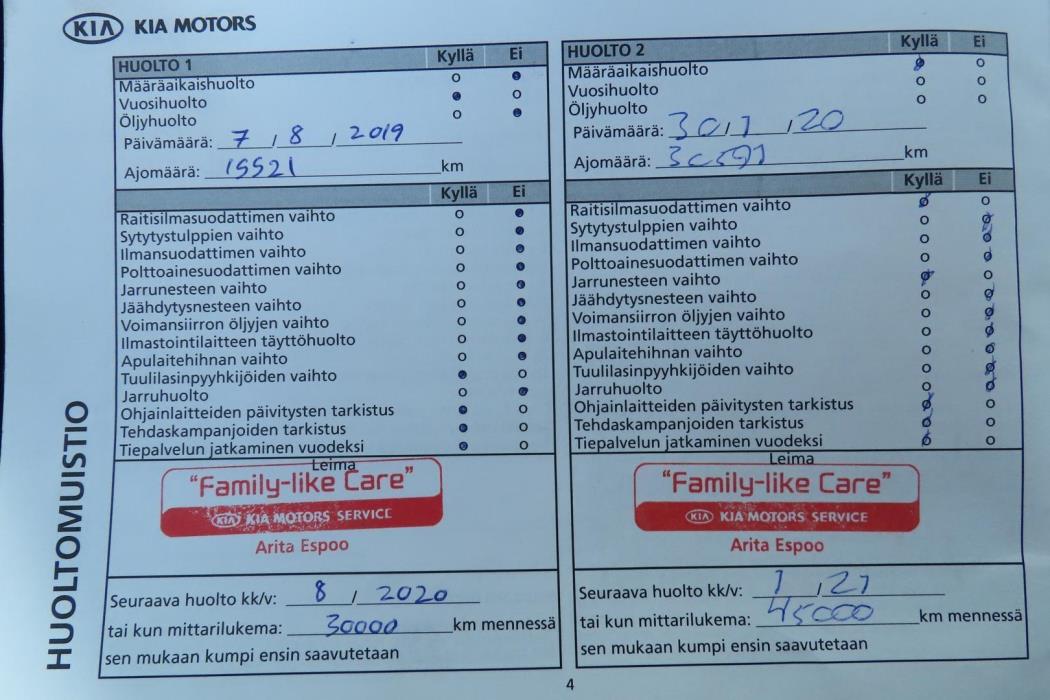 KIA KIA MOTORS
HUOLTOMUISTIO
HUOLTO 1 Kyllä Ei
Määräaikaishuolto
Vuosihuolto
Öljyhuolto
Päivämäärä: 7 / 8 / 2019
Ajomäärä: 15521 km
Kyllä Ei
Raitisilmasuodattimen vaihto
Sytytystulppien vaihto
Ilmansuodattimen vaihto
Polttoainesuodattimen vaihto
Jarrunesteen vaihto
Jäähdytysnesteen vaihto
Voimansiirron öljyjen vaihto
Ilmastointilaitteen täyttöhuolto
Apulaitehihnan vaihto
Tuulilasinpyyhkijöiden vaihto
Jarruhuolto
Ohjainlaitteiden päivitysten tarkistus
Tehdaskampanjoiden tarkistus
Tiepalvelun jatkaminen vuodeksi
Leima
"Family-like Care"
KIA KIA MOTORS SERVICE
Arita Espoo
Seuraava huolto kk/v: 8 / 2020
tai kun mittarilukema: 30000 km mennessä
sen mukaan kumpi ensin saavutetaan
HUOLTO 2 Kyllä Ei
Määräaikaishuolto
Vuosihuolto
Öljyhuolto
Päivämäärä: 30 / / 20
Ajomäärä: km
Kyllä Ei
Raitisilmasuodattimen vaihto
Sytytystulppien vaihto
Ilmansuodattimen vaihto
Polttoainesuodattimen vaihto
Jarrunesteen vaihto
Jäähdytysnesteen vaihto
Voimansiirron öljyjen vaihto
Ilmastointilaitteen täyttöhuolto
Apulaitehihnan vaihto
Tuulilasinpyyhkijöiden vaihto
Jarruhuolto
Ohjainlaitteiden päivitysten tarkistus
Tehdaskampanjoiden tarkistus
Tiepalvelun jatkaminen vuodeksi
Leima
"Family-like Care"
KIA KIA MOTORS SERVICE
Arita Espoo
Seuraava huolto kk/v: / 21
tai kun mittarilukema: 45000 km mennessä
sen mukaan kumpi ensin saavutetaan
4